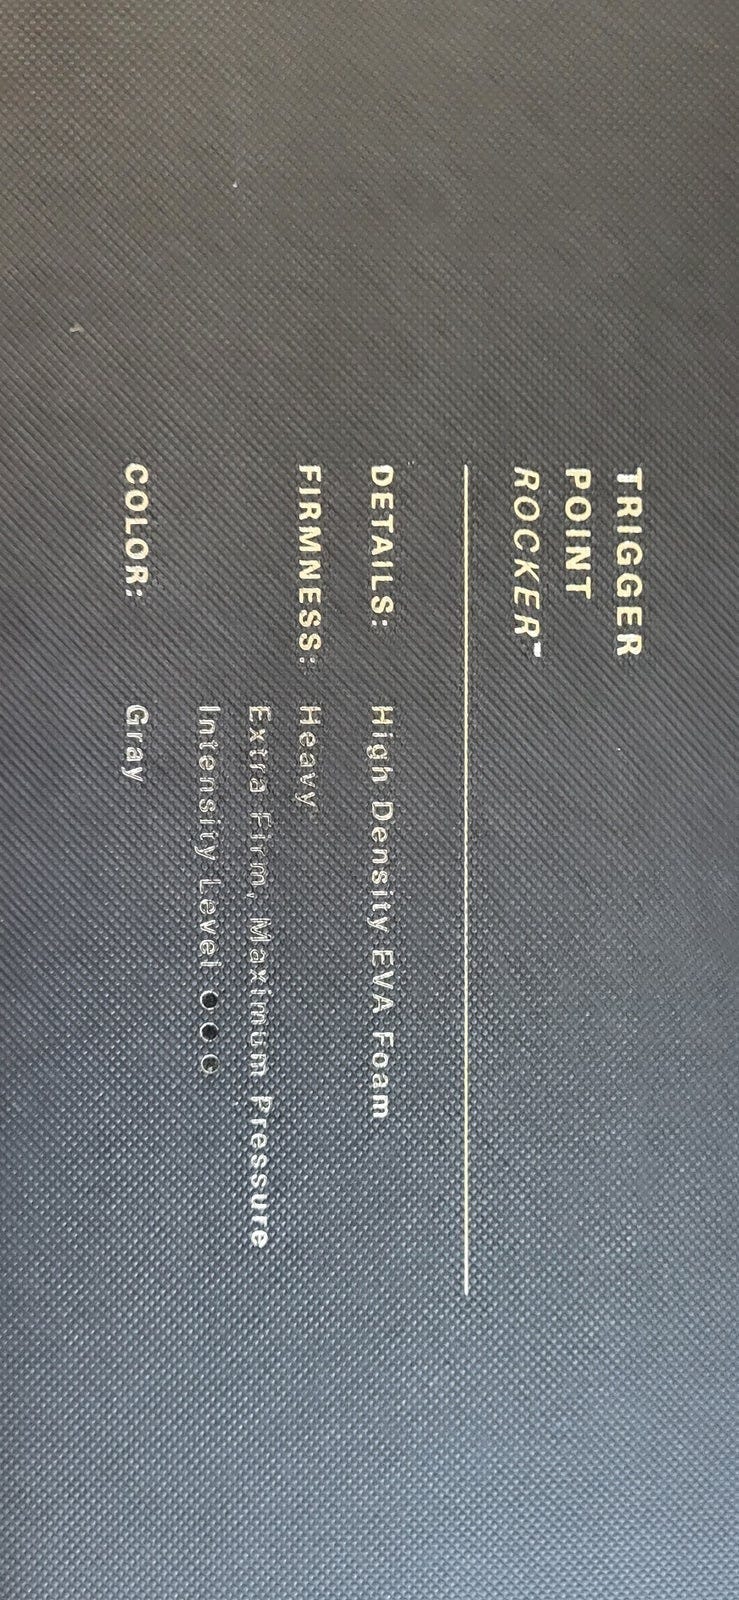 TRIGGER
POINT
ROCKER™
DETAILS: High Density EVA Foam
FIRMNESS: Heavy
Extra Firm, Maximum Pressure
Intensity Level ●●●
COLOR: Gray